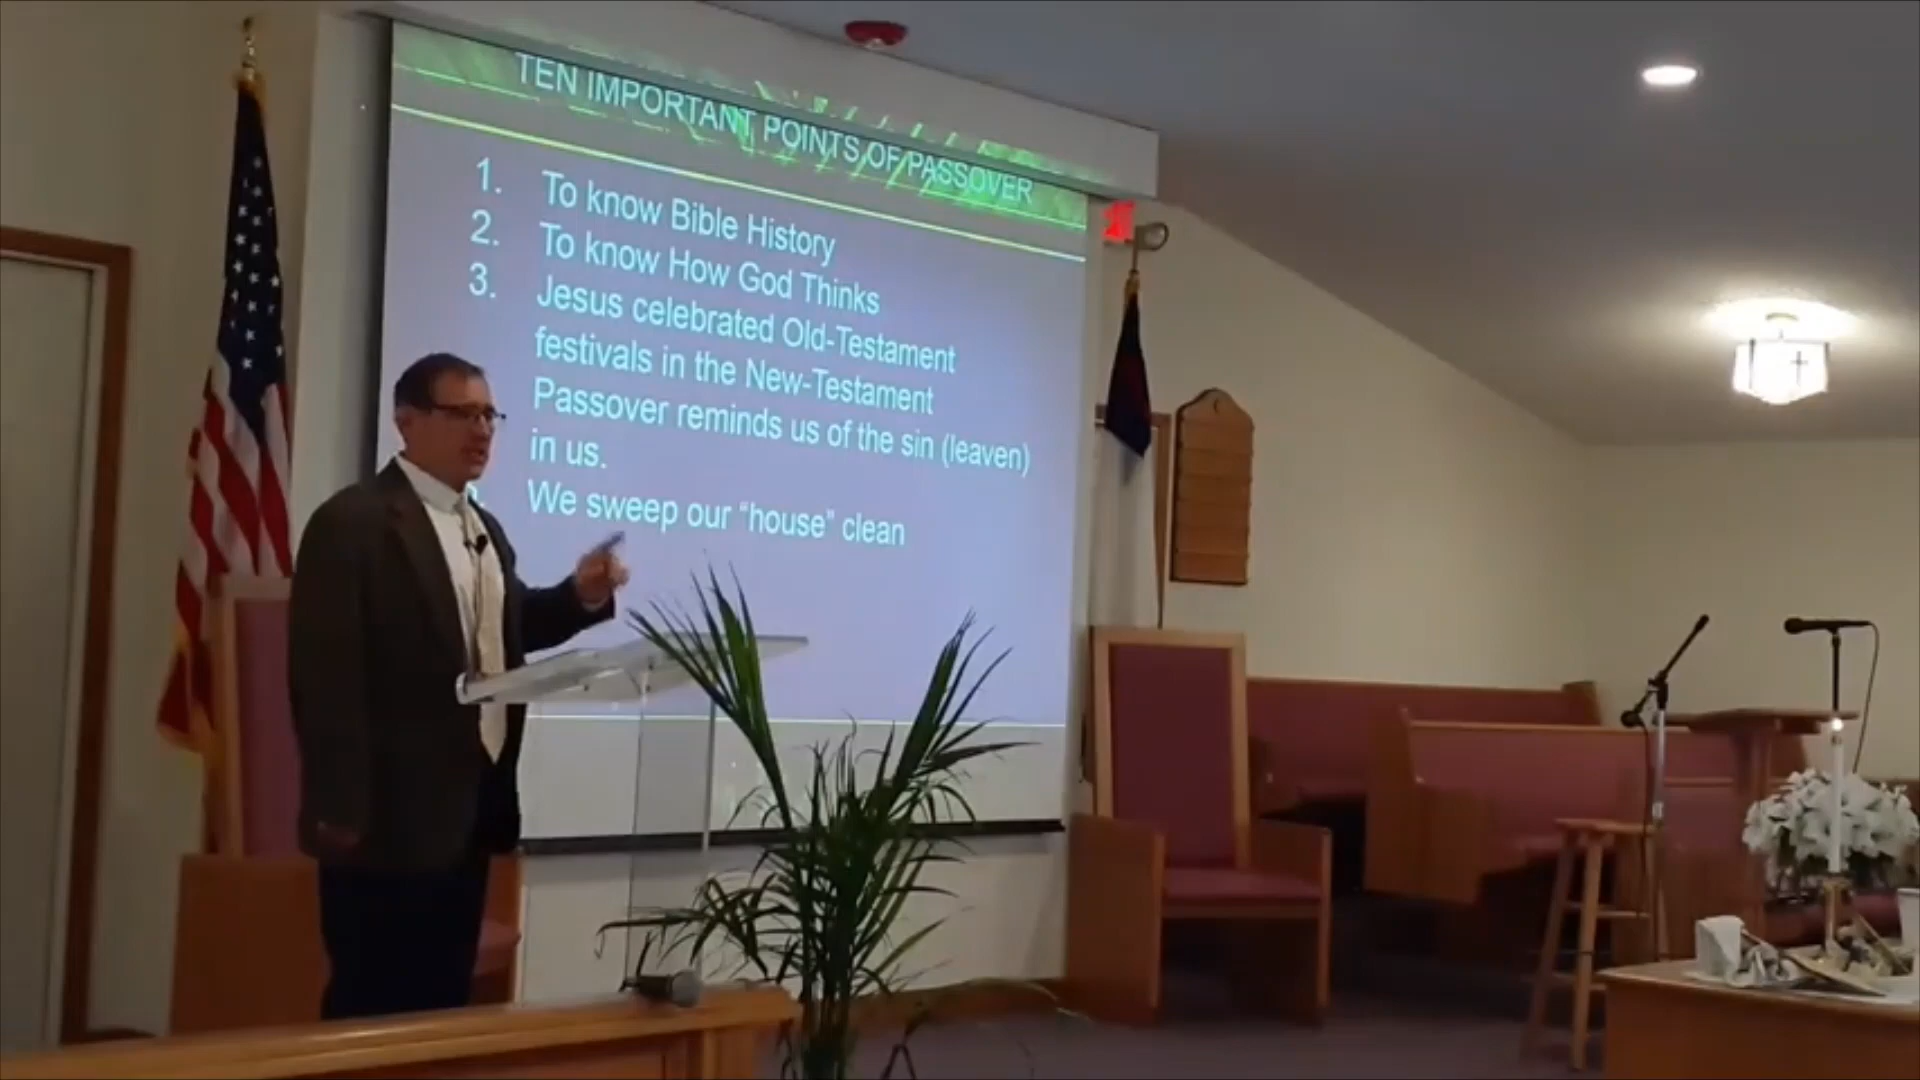 TEN IMPORTANT POINTS OF PASSOVER
1. To know Bible History
2. To know How God Thinks
3. Jesus celebrated Old-Testament
festivals in the New-Testament
Passover reminds us of the sin (leaven)
in us.
We sweep our “house” clean